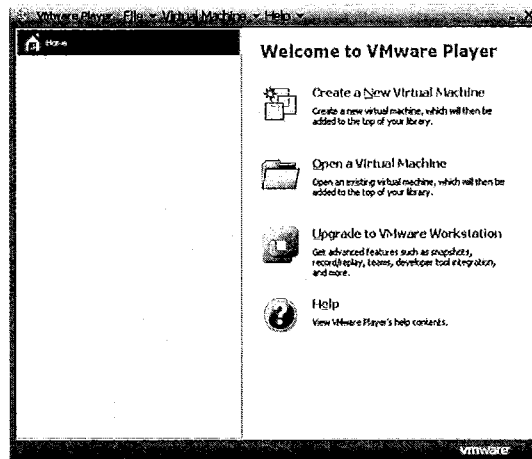 VMware Player File Virtual Machine Help
Home
Welcome to VMware Player
Create a New Virtual Machine
Create a new virtual machine, which will then be
added to the top of your library.
Open a Virtual Machine
Open an existing virtual machine, which will then be
added to the top of your library.
Upgrade to VMware Workstation
Get advanced features such as snapshots,
record/replay, teams, developer tool integration,
and more.
Help
View VMware Player's help contents.
vmware